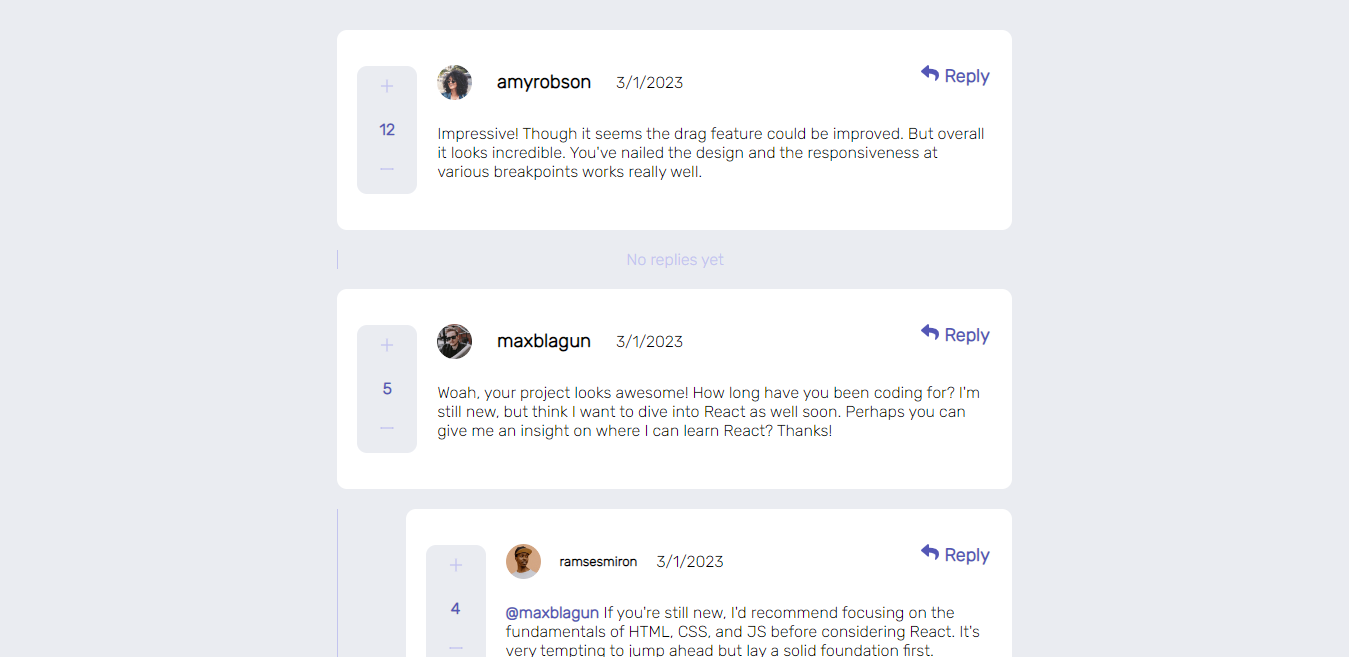 +
12
—
amyrobson 3/1/2023 Reply
Impressive! Though it seems the drag feature could be improved. But overall
it looks incredible. You've nailed the design and the responsiveness at
various breakpoints works really well.
No replies yet
+
5
—
maxblagun 3/1/2023 Reply
Woah, your project looks awesome! How long have you been coding for? I'm
still new, but think I want to dive into React as well soon. Perhaps you can
give me an insight on where I can learn React? Thanks!
+
4
—
ramsesmiron 3/1/2023 Reply
@maxblagun If you're still new, I'd recommend focusing on the
fundamentals of HTML, CSS, and JS before considering React. It's
very tempting to jump ahead but lay a solid foundation first.